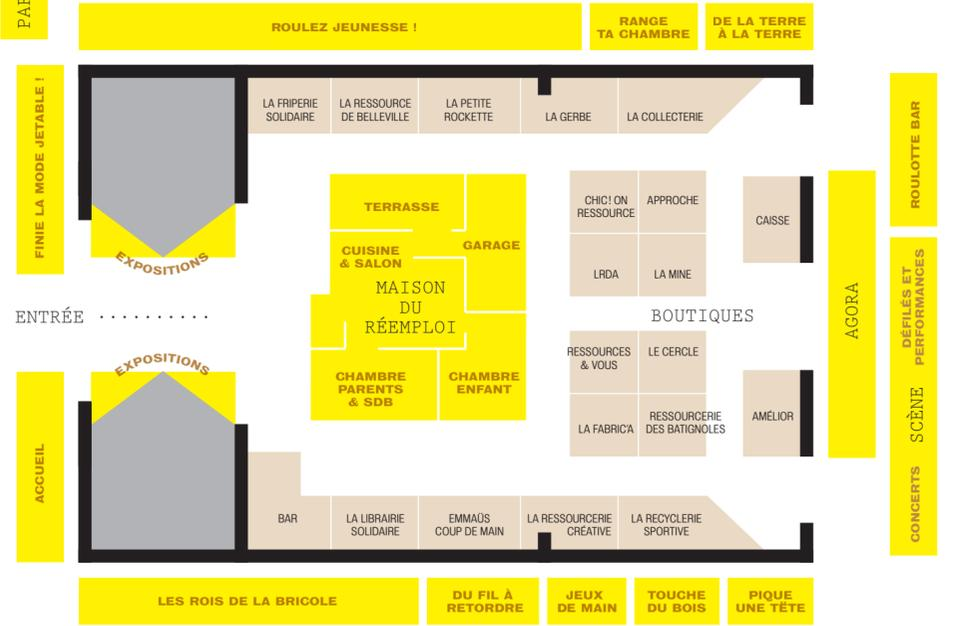 PAR
ROULEZ JEUNESSE !
RANGE
TA CHAMBRE
DE LA TERRE
À LA TERRE
FINIE LA MODE JETABLE !
LA FRIPERIE
SOLIDAIRE
LA RESSOURCE
DE BELLEVILLE
LA PETITE
ROCKETTE
LA GERBE
LA COLLECTERIE
ROULOTTE BAR
TERRASSE
CUISINE
& SALON
GARAGE
CHIC! ON
RESSOURCE
APPROCHE
LRDA
LA MINE
CAISSE
EXPOSITIONS
MAISON
DU
RÉEMPLOI
ENTRÉE ..........
BOUTIQUES
AGORA
DÉFILÉS ET
PERFORMANCES
SCÈNE
CONCERTS
EXPOSITIONS
CHAMBRE
PARENTS
& SDB
CHAMBRE
ENFANT
RESSOURCES
& VOUS
LE CERCLE
LA FABRIC'A
RESSOURCERIE
DES BATIGNOLES
AMÉLIOR
ACCUEIL
BAR
LA LIBRAIRIE
SOLIDAIRE
EMMAÜS
COUP DE MAIN
LA RESSOURCERIE
CRÉATIVE
LA RECYCLERIE
SPORTIVE
LES ROIS DE LA BRICOLE
DU FIL À
RETORDRE
JEUX
DE MAIN
TOUCHE
DU BOIS
PIQUE
UNE TÊTE